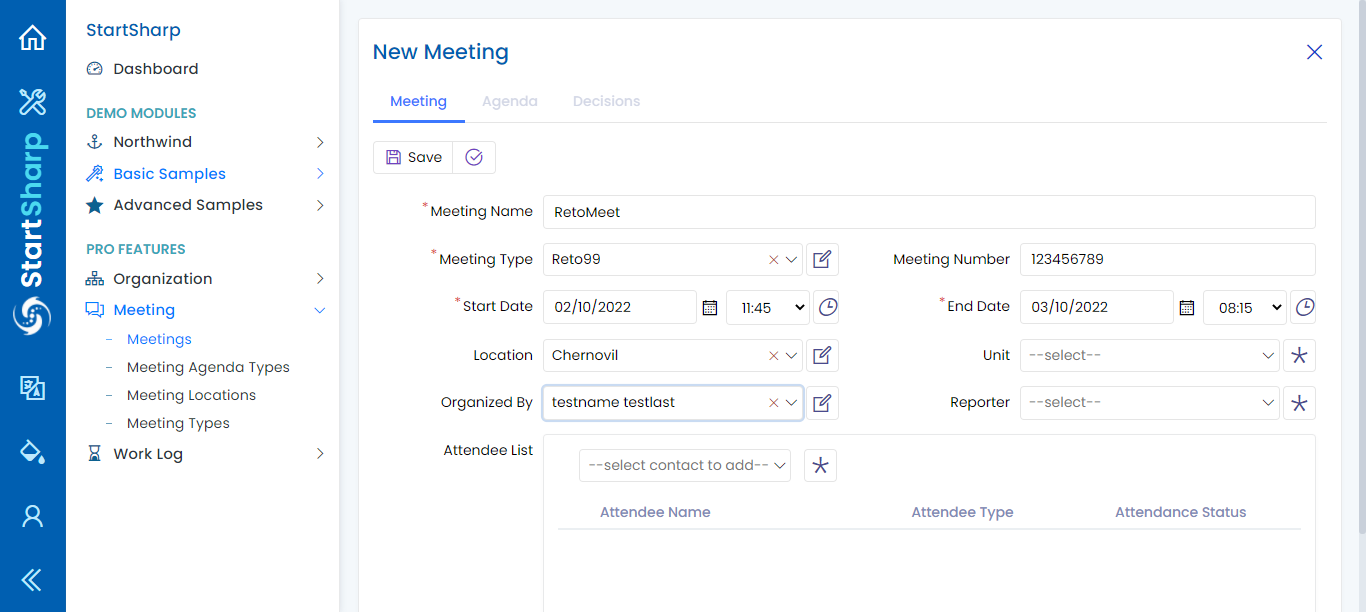 StartSharp
StartSharp
Dashboard
DEMO MODULES
Northwind
Basic Samples
Advanced Samples
PRO FEATURES
Organization
Meeting
Meetings
Meeting Agenda Types
Meeting Locations
Meeting Types
Work Log
New Meeting
Meeting Agenda Decisions
Save
*Meeting Name RetoMeet
*Meeting Type Reto99 Meeting Number 123456789
*Start Date 02/10/2022 11:45 *End Date 03/10/2022 08:15
Location Chernovil Unit --select--
Organized By testname testlast Reporter --select--
Attendee List
--select contact to add--
Attendee Name Attendee Type Attendance Status